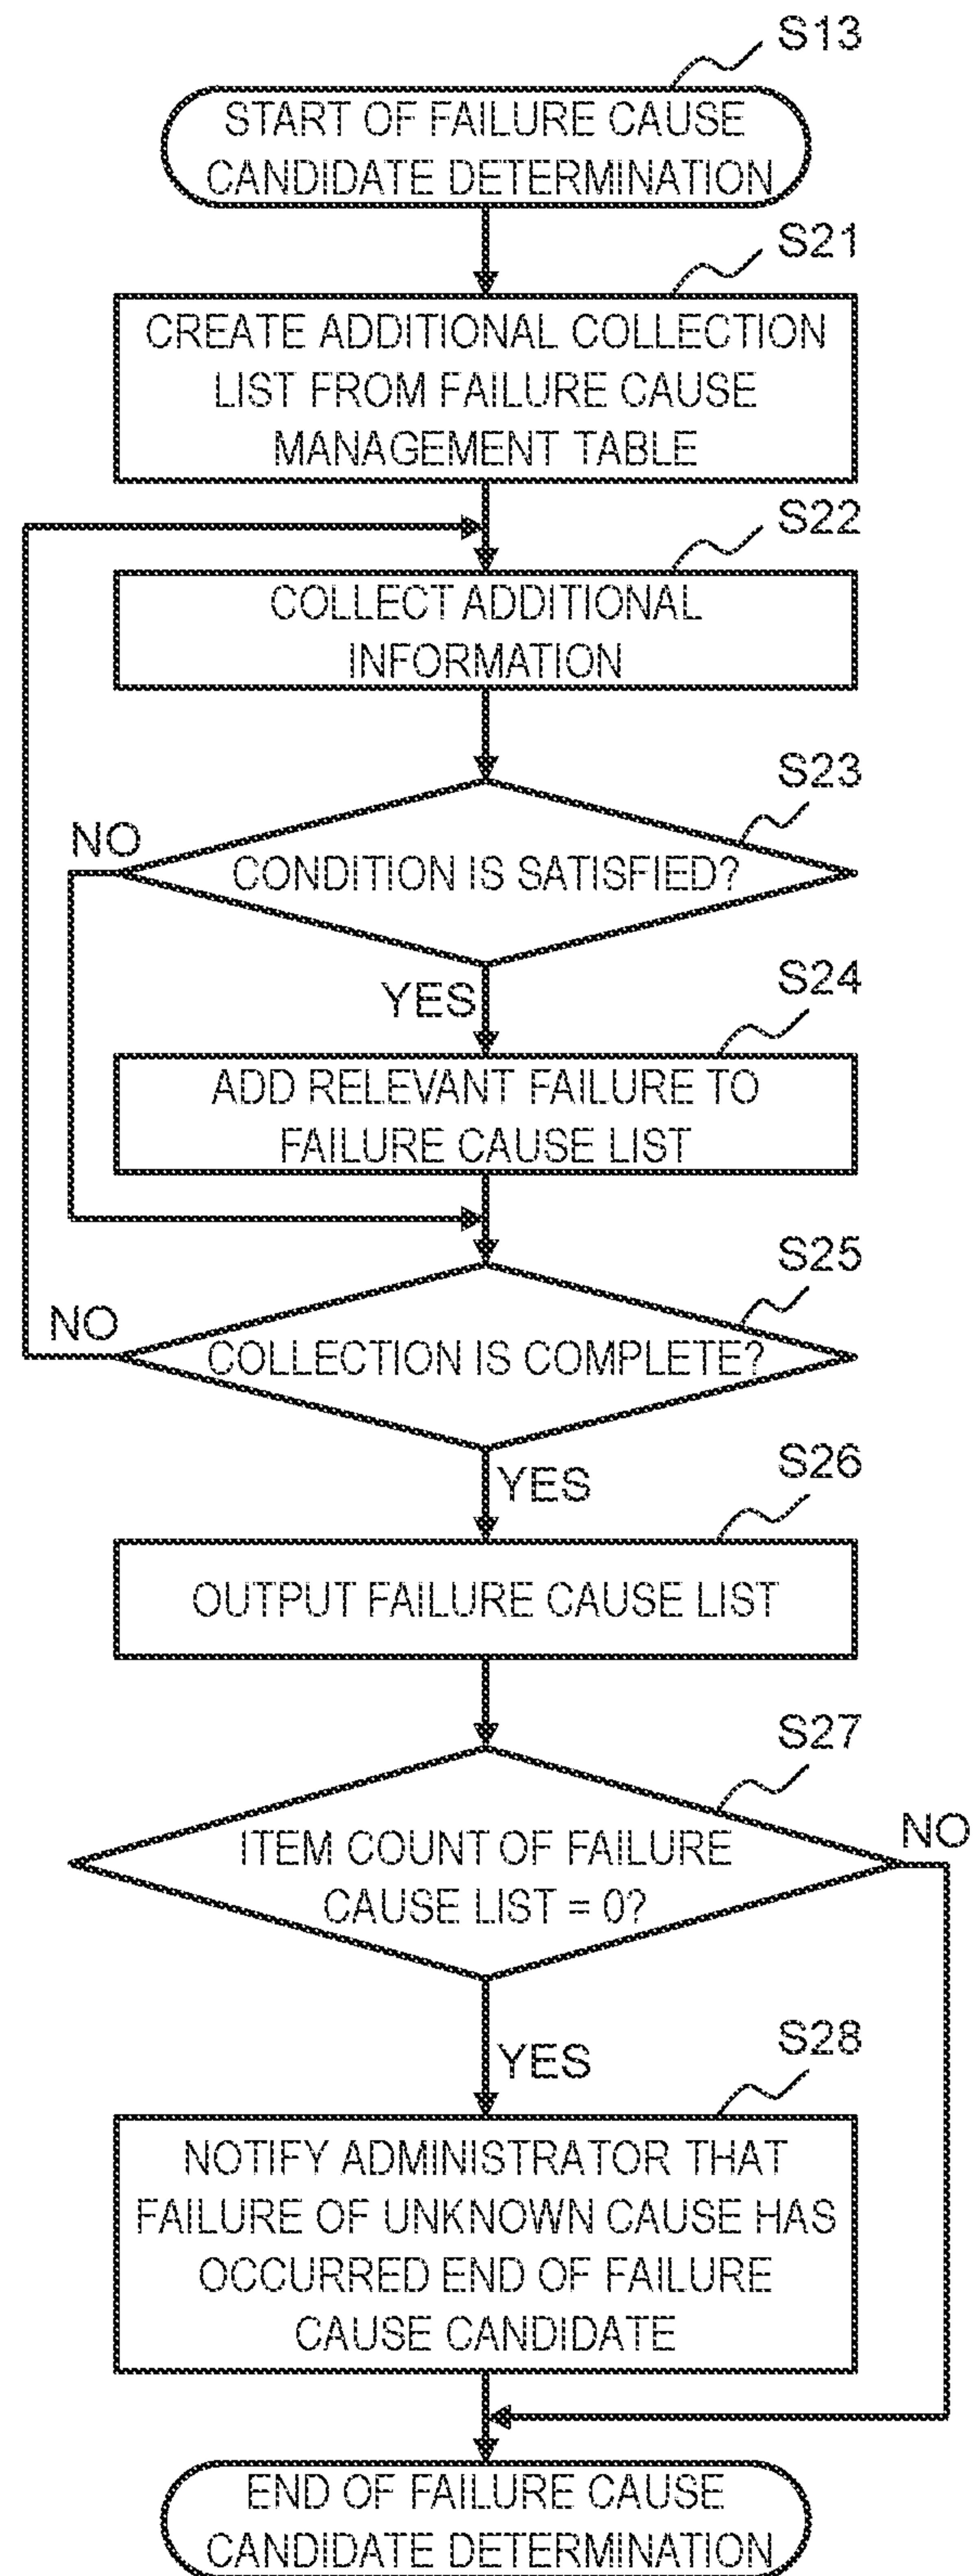 S13
START OF FAILURE CAUSE
CANDIDATE DETERMINATION
S21
CREATE ADDITIONAL COLLECTION
LIST FROM FAILURE CAUSE
MANAGEMENT TABLE
S22
COLLECT ADDITIONAL
INFORMATION
S23
NO
CONDITION IS SATISFIED?
YES
S24
ADD RELEVANT FAILURE TO
FAILURE CAUSE LIST
S25
NO
COLLECTION IS COMPLETE?
YES
S26
OUTPUT FAILURE CAUSE LIST
S27
NO
ITEM COUNT OF FAILURE
CAUSE LIST = 0?
YES
S28
NOTIFY ADMINISTRATOR THAT
FAILURE OF UNKNOWN CAUSE HAS
OCCURRED END OF FAILURE
CAUSE CANDIDATE
END OF FAILURE CAUSE
CANDIDATE DETERMINATION